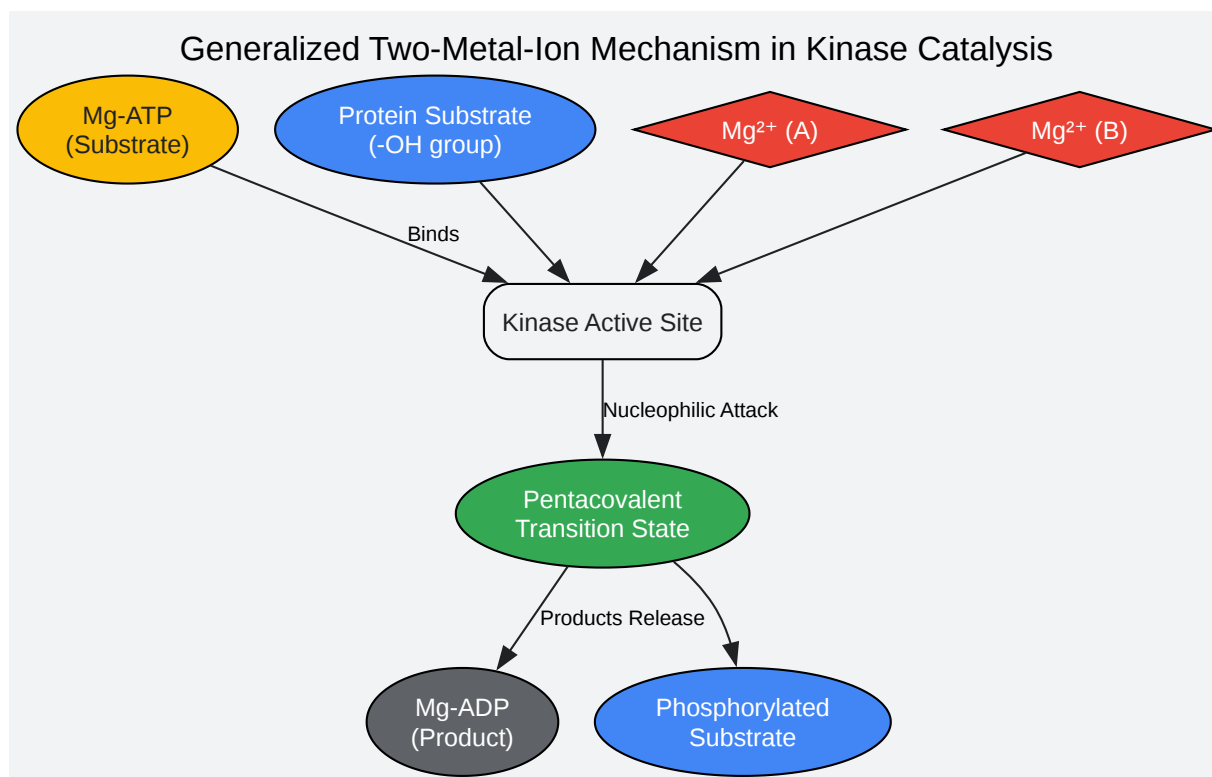 Generalized Two-Metal-Ion Mechanism in Kinase Catalysis
Mg-ATP
(Substrate)
Protein Substrate
(-OH group)
Mg²⁺ (A)
Mg²⁺ (B)
Binds
Kinase Active Site
Nucleophilic Attack
Pentacovalent
Transition State
Products Release
Mg-ADP
(Product)
Phosphorylated
Substrate